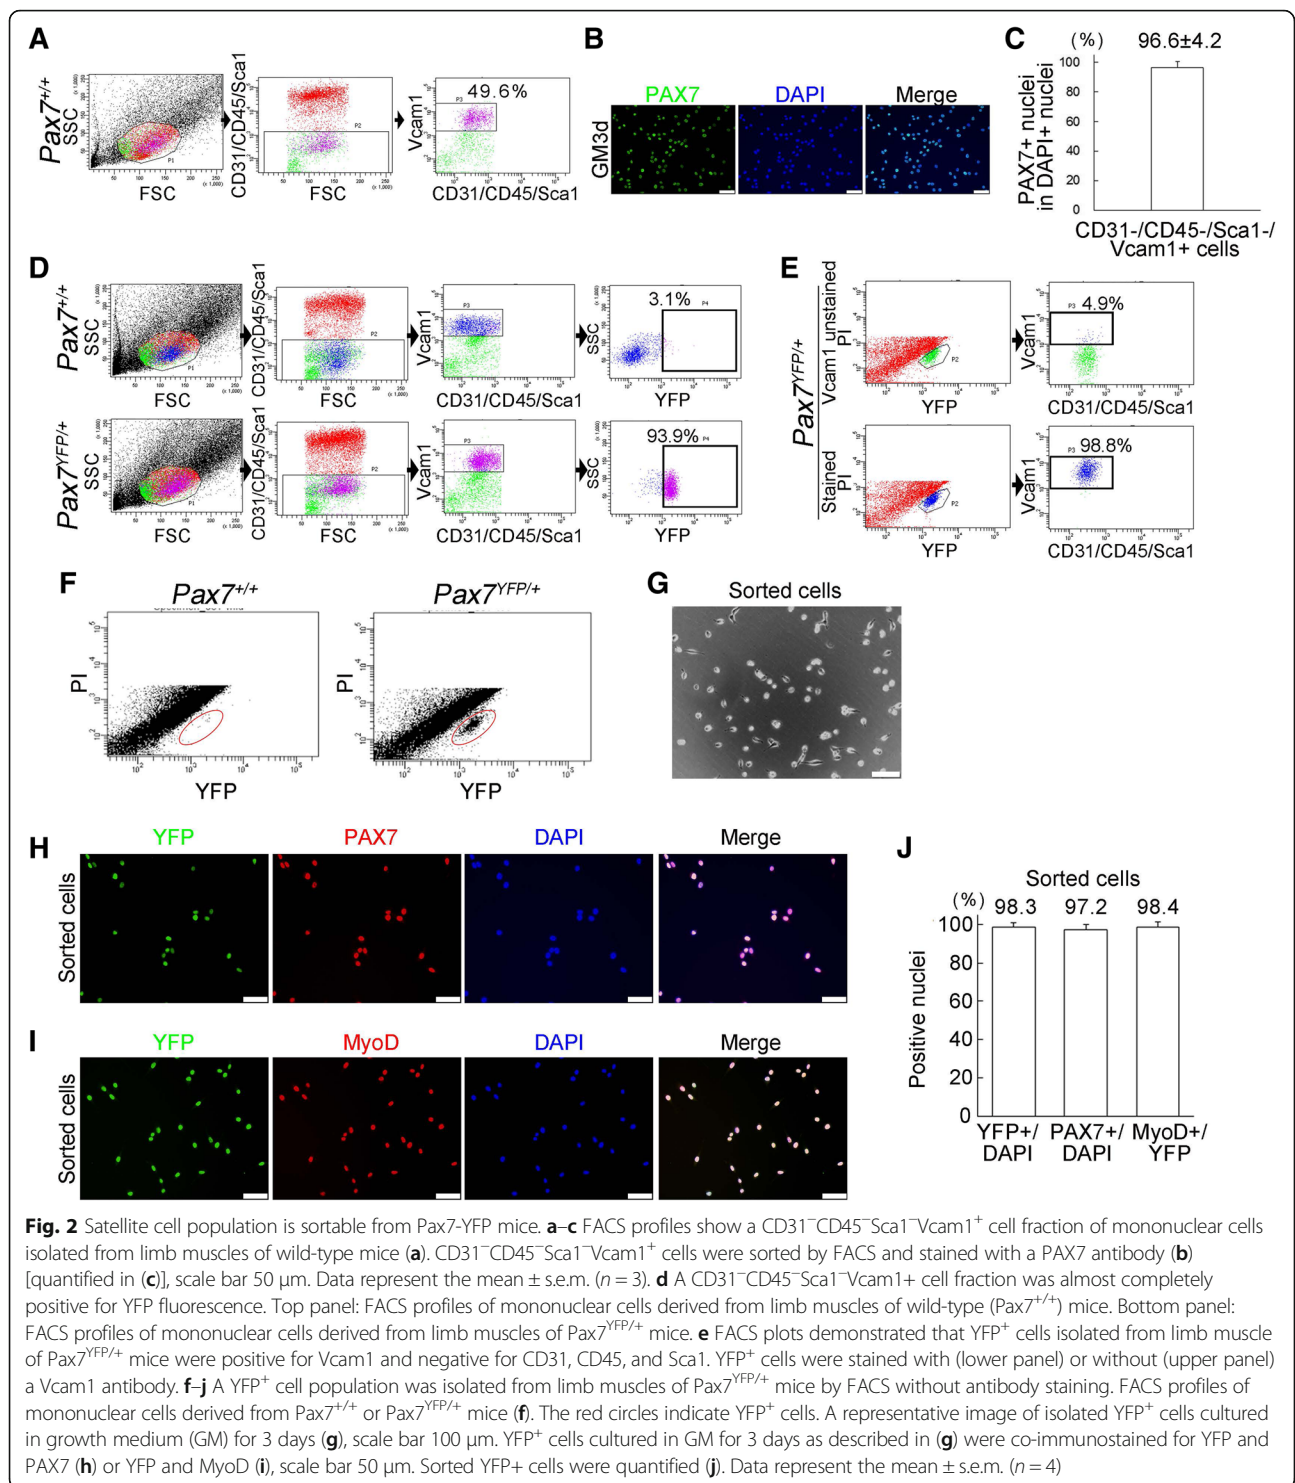 A
Pax7+/+
SSC
FSC
CD31/CD45/Sca1
P1
FSC
P2
Vcam1
P3
49.6%
CD31/CD45/Sca1
B
PAX7 DAPI Merge
GM3d
C
(%) 96.6±4.2
100
80
60
40
20
0
PAX7+ nuclei
in DAPI+ nuclei
CD31-/CD45-/Sca1-/
Vcam1+ cells
D
Pax7+/+
SSC
P1
FSC
CD31/CD45/Sca1
P2
FSC
Vcam1
P3
CD31/CD45/Sca1
SSC
3.1%
P4
YFP
Pax7YFP/+
SSC
P1
FSC
CD31/CD45/Sca1
P2
FSC
Vcam1
P3
CD31/CD45/Sca1
SSC
93.9%
P4
YFP
E
Pax7YFP/+
Vcam1 unstained
PI
P2
YFP
Vcam1
P3 4.9%
CD31/CD45/Sca1
Stained
PI
P2
YFP
Vcam1
P3 98.8%
CD31/CD45/Sca1
F
Pax7+/+ Pax7YFP/+
PI
YFP
PI
YFP
G
Sorted cells
H
YFP PAX7 DAPI Merge
Sorted cells
I
YFP MyoD DAPI Merge
Sorted cells
J
Sorted cells
(%) 98.3 97.2 98.4
100
80
60
40
20
0
Positive nuclei
YFP+/ PAX7+/ MyoD+/
DAPI DAPI YFP
Fig. 2 Satellite cell population is sortable from Pax7-YFP mice. a–c FACS profiles show a CD31−CD45−Sca1−Vcam1+ cell fraction of mononuclear cells
isolated from limb muscles of wild-type mice (a). CD31−CD45−Sca1−Vcam1+ cells were sorted by FACS and stained with a PAX7 antibody (b)
[quantified in (c)], scale bar 50 μm. Data represent the mean ± s.e.m. (n = 3). d A CD31−CD45−Sca1−Vcam1+ cell fraction was almost completely
positive for YFP fluorescence. Top panel: FACS profiles of mononuclear cells derived from limb muscles of wild-type (Pax7+/+) mice. Bottom panel:
FACS profiles of mononuclear cells derived from limb muscles of Pax7YFP/+ mice. e FACS plots demonstrated that YFP+ cells isolated from limb muscle
of Pax7YFP/+ mice were positive for Vcam1 and negative for CD31, CD45, and Sca1. YFP+ cells were stained with (lower panel) or without (upper panel)
a Vcam1 antibody. f–j A YFP+ cell population was isolated from limb muscles of Pax7YFP/+ mice by FACS without antibody staining. FACS profiles of
mononuclear cells derived from Pax7+/+ or Pax7YFP/+ mice (f). The red circles indicate YFP+ cells. A representative image of isolated YFP+ cells cultured
in growth medium (GM) for 3 days (g), scale bar 100 μm. YFP+ cells cultured in GM for 3 days as described in (g) were co-immunostained for YFP and
PAX7 (h) or YFP and MyoD (i), scale bar 50 μm. Sorted YFP+ cells were quantified (j). Data represent the mean ± s.e.m. (n = 4)